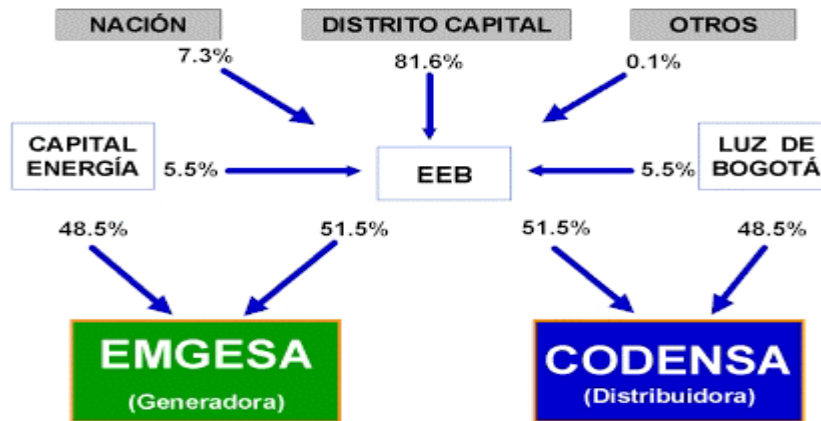 NACIÓN
DISTRITO CAPITAL
OTROS
7.3%
81.6%
0.1%
CAPITAL
ENERGÍA
5.5%
EEB
5.5%
LUZ DE
BOGOTÁ
48.5%
51.5%
51.5%
48.5%
EMGESA
(Generadora)
CODENSA
(Distribuidora)